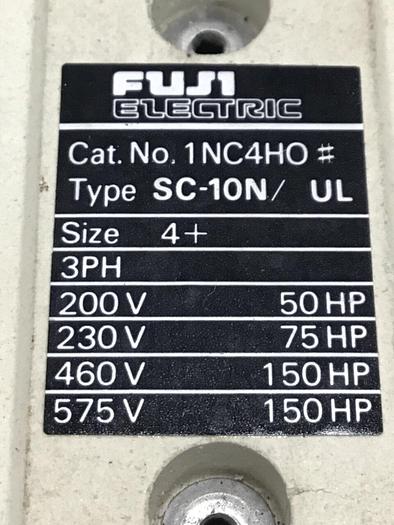 FUJI
ELECTRIC
Cat. No. 1NC4HO #
Type SC-10N/ UL
Size 4+
3PH
200 V 50 HP
230 V 75 HP
460 V 150 HP
575 V 150 HP